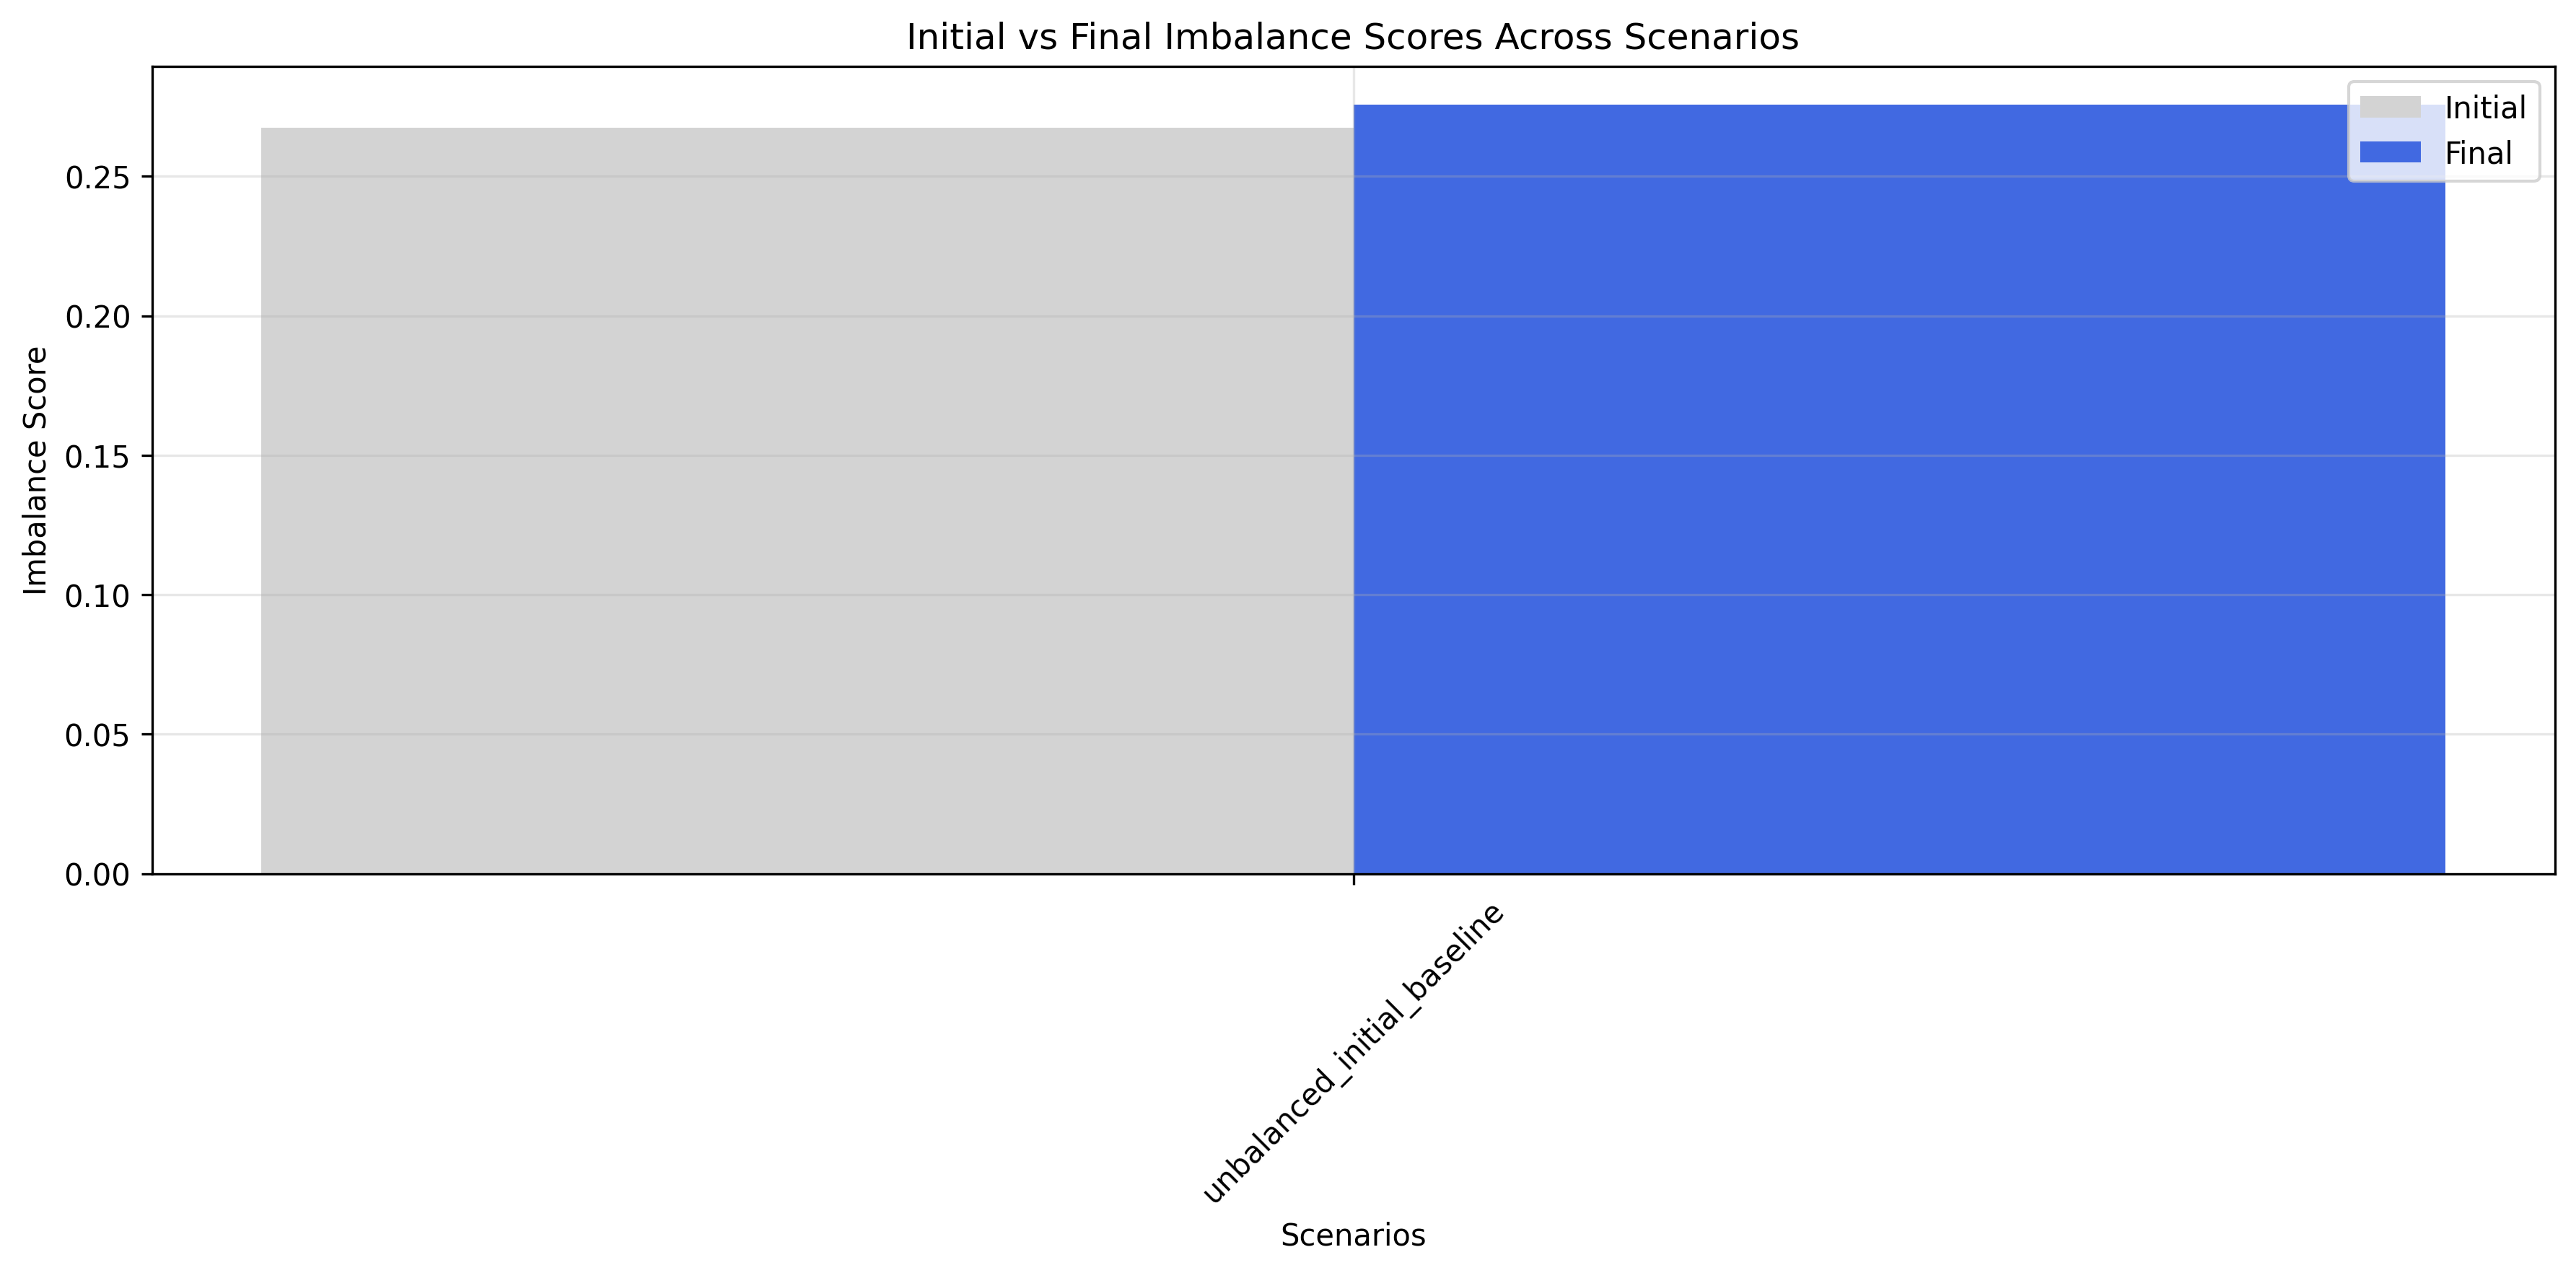 Initial vs Final Imbalance Scores Across Scenarios
Initial
Final
Imbalance Score
0.25
0.20
0.15
0.10
0.05
0.00
unbalanced_initial_baseline
Scenarios